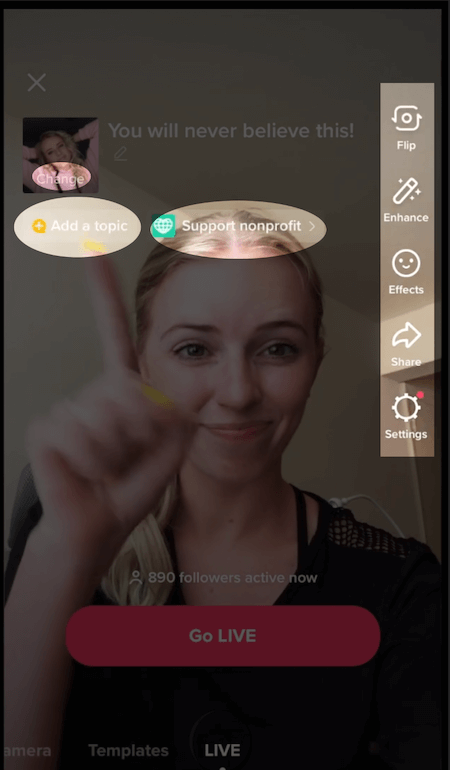 You will never believe this!
Change
Add a topic
Support nonprofit
Flip
Enhance
Effects
Share
Settings
890 followers active now
Go LIVE
amera
Templates
LIVE